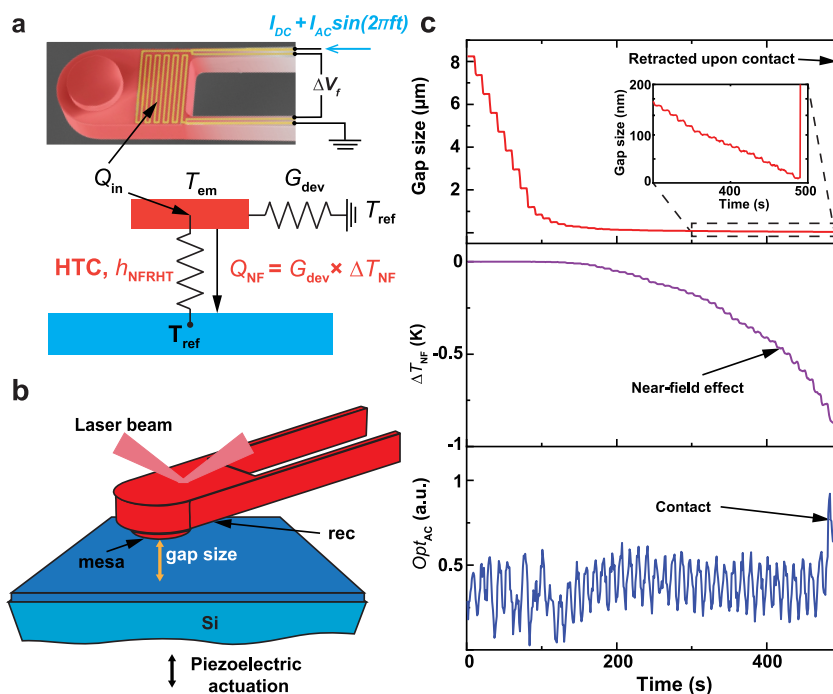 a
I_DC + I_AC sin(2πft)
ΔV_f
Q_in
T_em
G_dev
T_ref
HTC, h_NFRHT
Q_NF = G_dev × ΔT_NF
T_ref
b
Laser beam
rec
mesa
gap size
Si
Piezoelectric
actuation
c
Gap size (µm)
8
6
4
2
Retracted upon contact
Gap size (nm)
200
100
0
400
500
Time (s)
ΔT_NF (K)
0
-0.5
-1
Near-field effect
Opt_AC (a.u.)
1
0.5
Contact
0
200
400
Time (s)